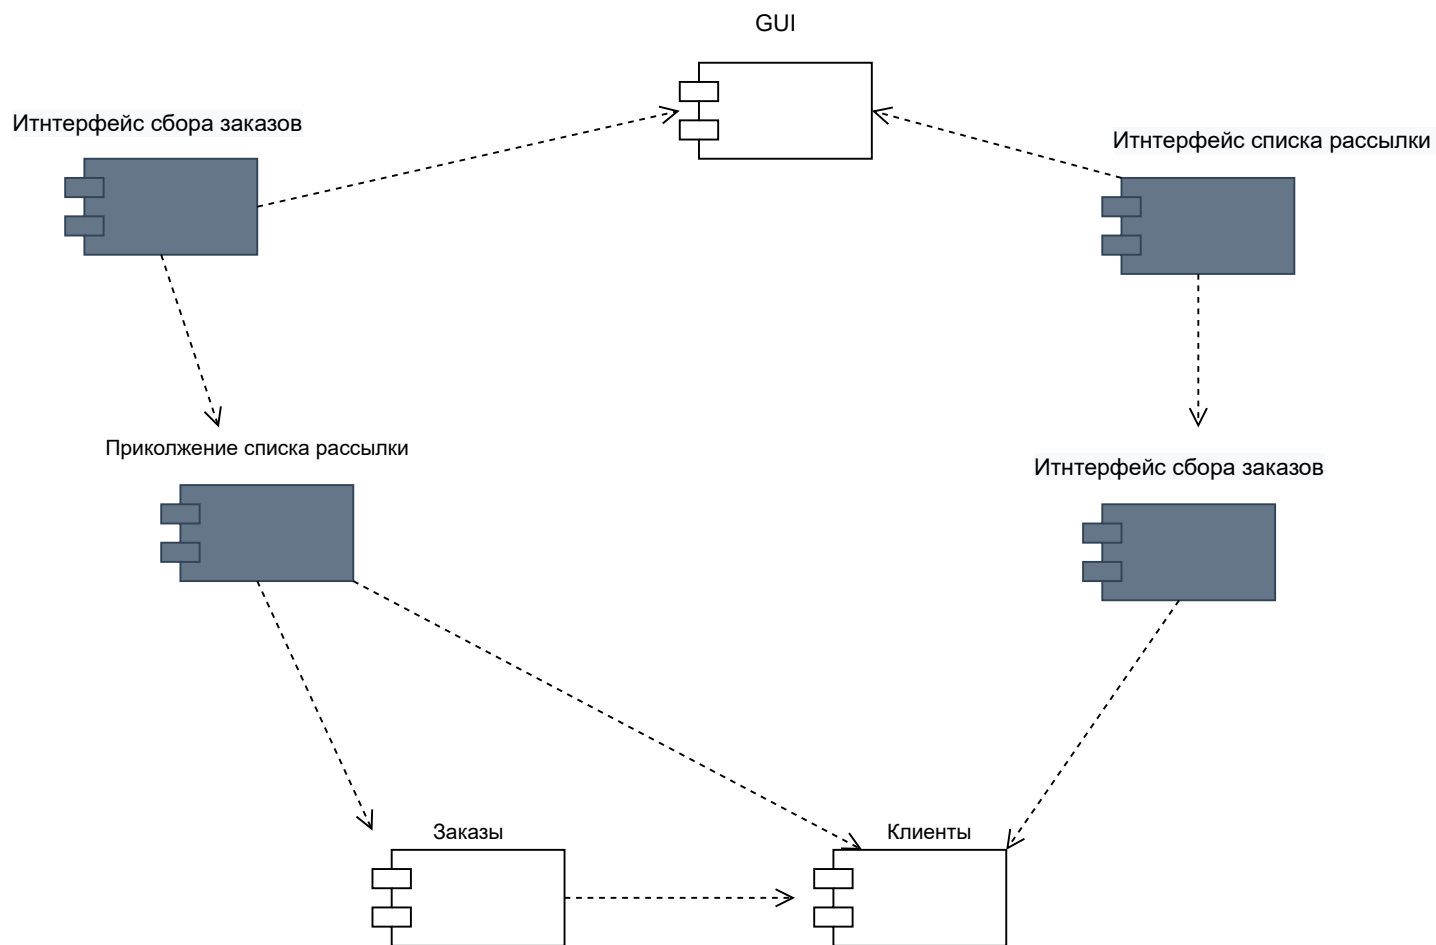 GUI
Итнтерфейс сбора заказов
Итнтерфейс списка рассылки
Приколжение списка рассылки
Итнтерфейс сбора заказов
Заказы
Клиенты